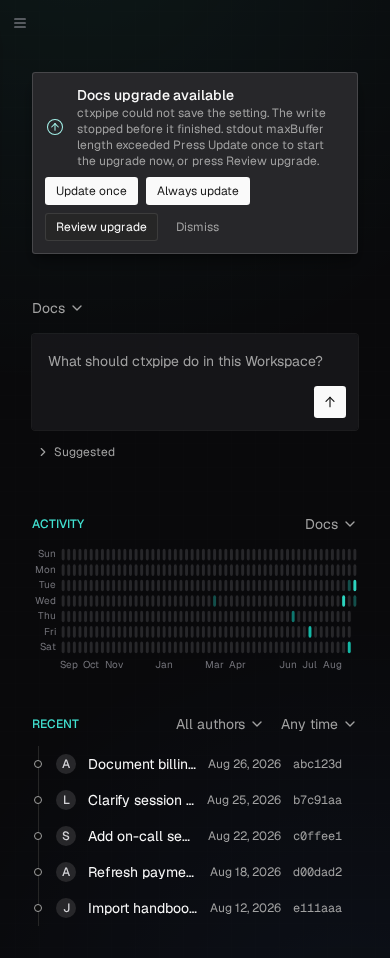 Docs upgrade available
ctxpipe could not save the setting. The write
stopped before it finished. stdout maxBuffer
length exceeded Press Update once to start
the upgrade now, or press Review upgrade.
Update once Always update
Review upgrade Dismiss
Docs
What should ctxpipe do in this Workspace?
Suggested
ACTIVITY Docs
Sun
Mon
Tue
Wed
Thu
Fri
Sat
Sep Oct Nov Jan Mar Apr Jun Jul Aug
RECENT All authors Any time
A Document billin... Aug 26, 2026 abc123d
L Clarify session ... Aug 25, 2026 b7c91aa
S Add on-call se... Aug 22, 2026 c0ffee1
A Refresh payme... Aug 18, 2026 d00dad2
J Import handboo... Aug 12, 2026 e111aaa